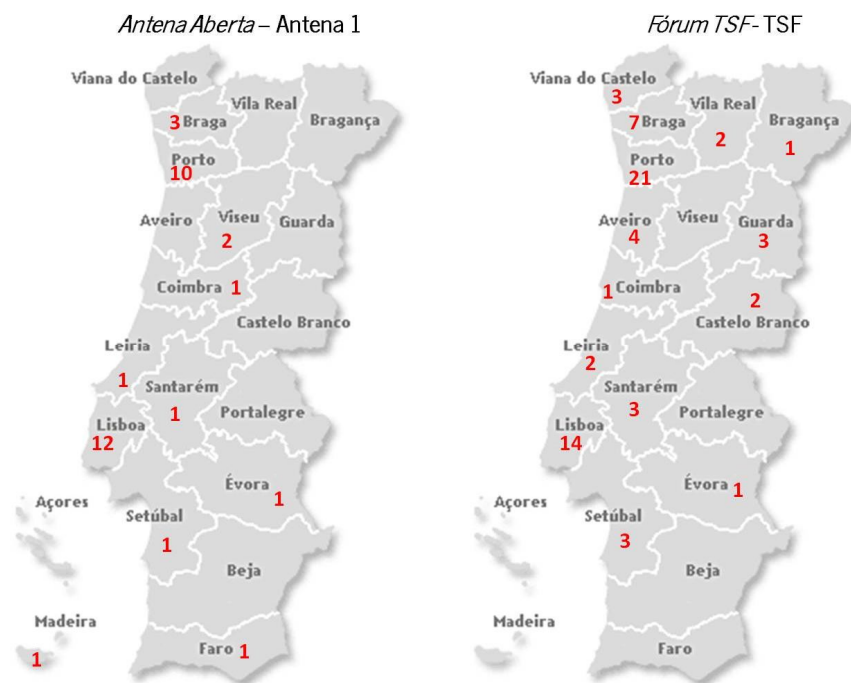 Antena Aberta – Antena 1
Viana do Castelo
3 Braga
Vila Real
Bragança
Porto
10
Aveiro
Viseu
2
Guarda
Coimbra 1
Castelo Branco
Leiria
1
Santarém
1
Portalegre
Lisboa
12
Évora
1
Açores
Setúbal
1
Beja
Madeira
1
Faro 1
Fórum TSF- TSF
Viana do Castelo
3
7 Braga
Vila Real
2
Bragança
1
Porto
21
Aveiro
4
Viseu
Guarda
3
1 Coimbra
2
Castelo Branco
Leiria
2
Santarém
3
Portalegre
Lisboa
14
Évora 1
Açores
Setúbal
3
Beja
Madeira
Faro